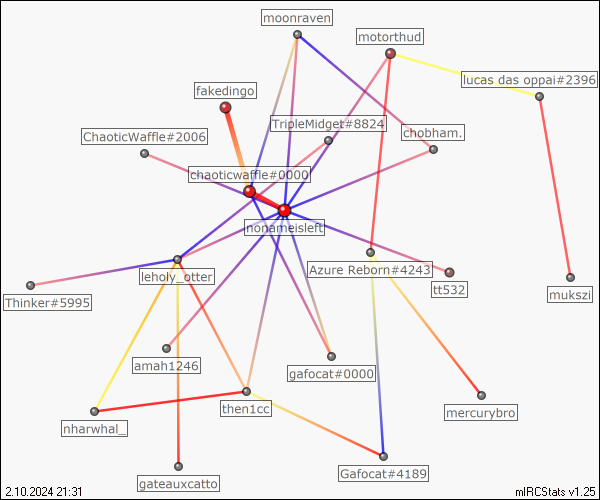 moonraven
motorthud
lucas das oppai#2396
fakedingo
TripleMidget#8824
ChaoticWaffle#2006
chobham.
chaoticwaffle#0000
nonameisleft
leholy_otter
Azure Reborn#4243
tt532
Thinker#5995
mukszi
amah1246
gafocat#0000
then1cc
mercurybro
nharwhal_
Gafocat#4189
gateauxcatto
2.10.2024 21:31
mIRCStats v1.25